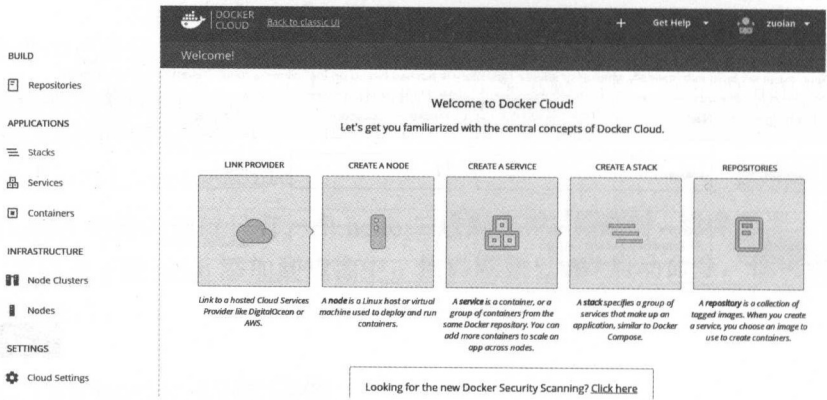 DOCKER
CLOUD
Back to classic UI
+
Get Help
zuolan
Welcome!
BUILD
Repositories
APPLICATIONS
Stacks
Services
Containers
INFRASTRUCTURE
Node Clusters
Nodes
SETTINGS
Cloud Settings
Welcome to Docker Cloud!
Let's get you familiarized with the central concepts of Docker Cloud.
LINK PROVIDER
Link to a hosted Cloud Services
Provider like DigitalOcean or
AWS.
CREATE A NODE
A node is a Linux host or virtual
machine used to deploy and run
containers.
CREATE A SERVICE
A service is a container, or a
group of containers from the
same Docker repository. You can
add more containers to scale an
app across nodes.
CREATE A STACK
A stack specifies a group of
services that make up an
application, similar to Docker
Compose.
REPOSITORIES
A repository is a collection of
tagged images. When you create
a service, you choose an image to
use to create containers.
Looking for the new Docker Security Scanning? Click here